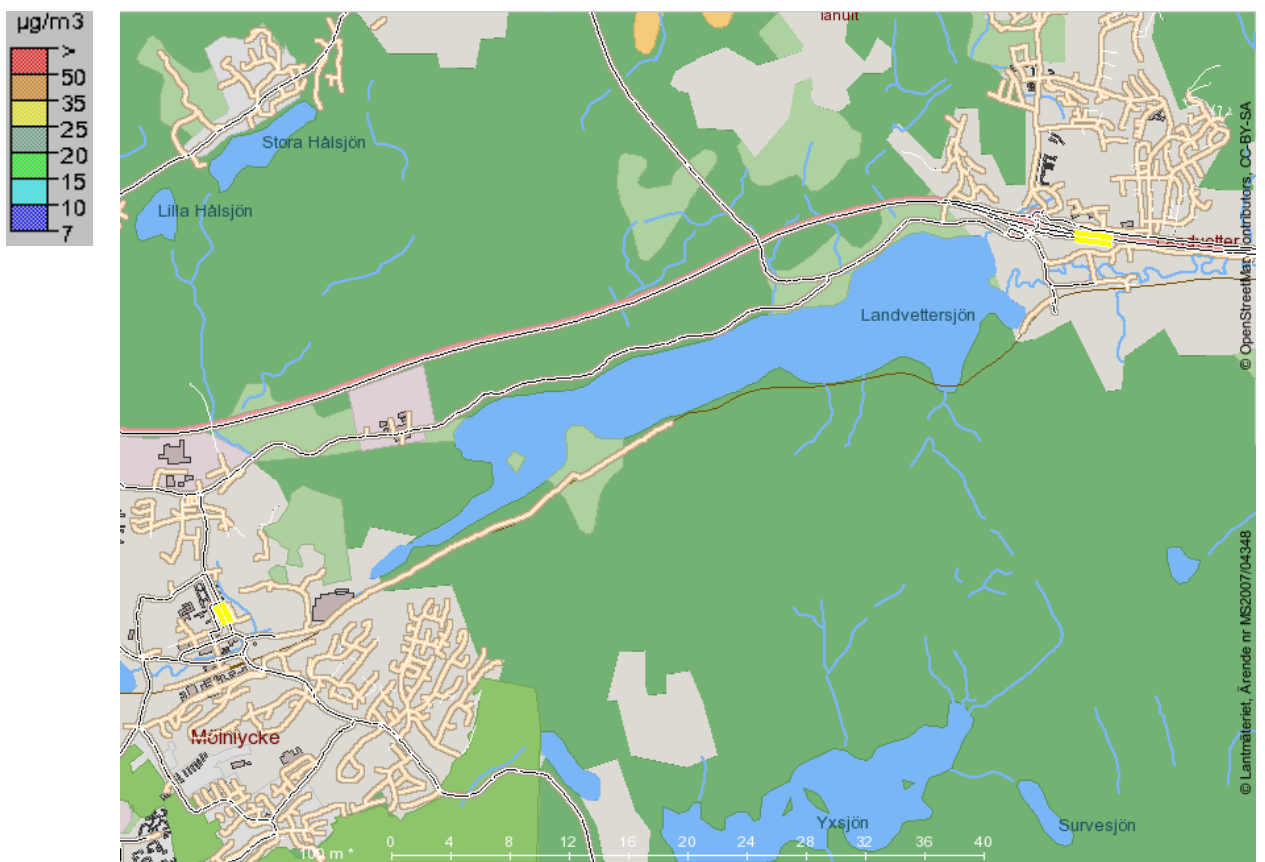 µg/m3
>
50
35
25
20
15
10
7
Stora Hålsjön
Lilla Hålsjön
Landvetter
Landvettersjön
© OpenStreetMap contributors, CC-BY-SA
© Lantmäteriet, Ärende nr MS2007/04348
Mölnlycke
Yxsjön
Survesjön
100 m *
0 4 8 12 16 20 24 28 32 36 40